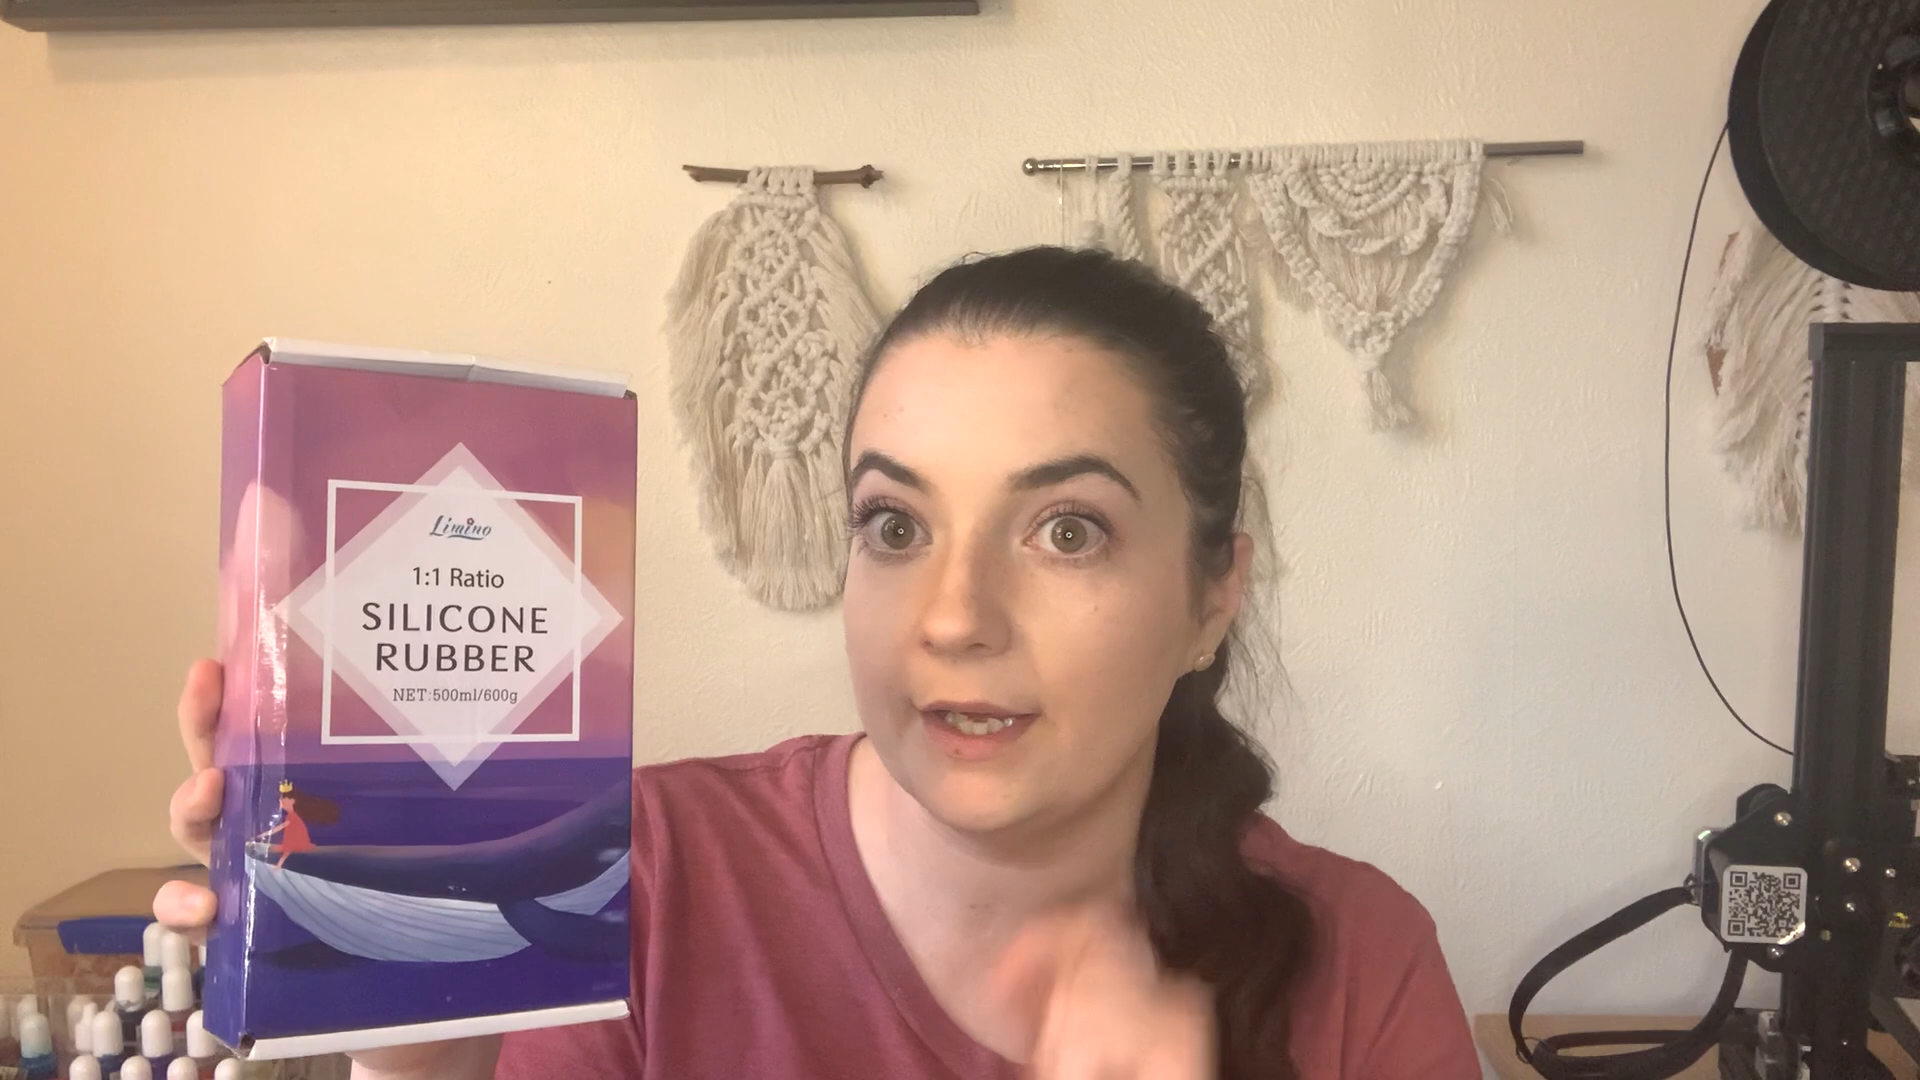 Limino
1:1 Ratio
SILICONE
RUBBER
NET:500ml/600g